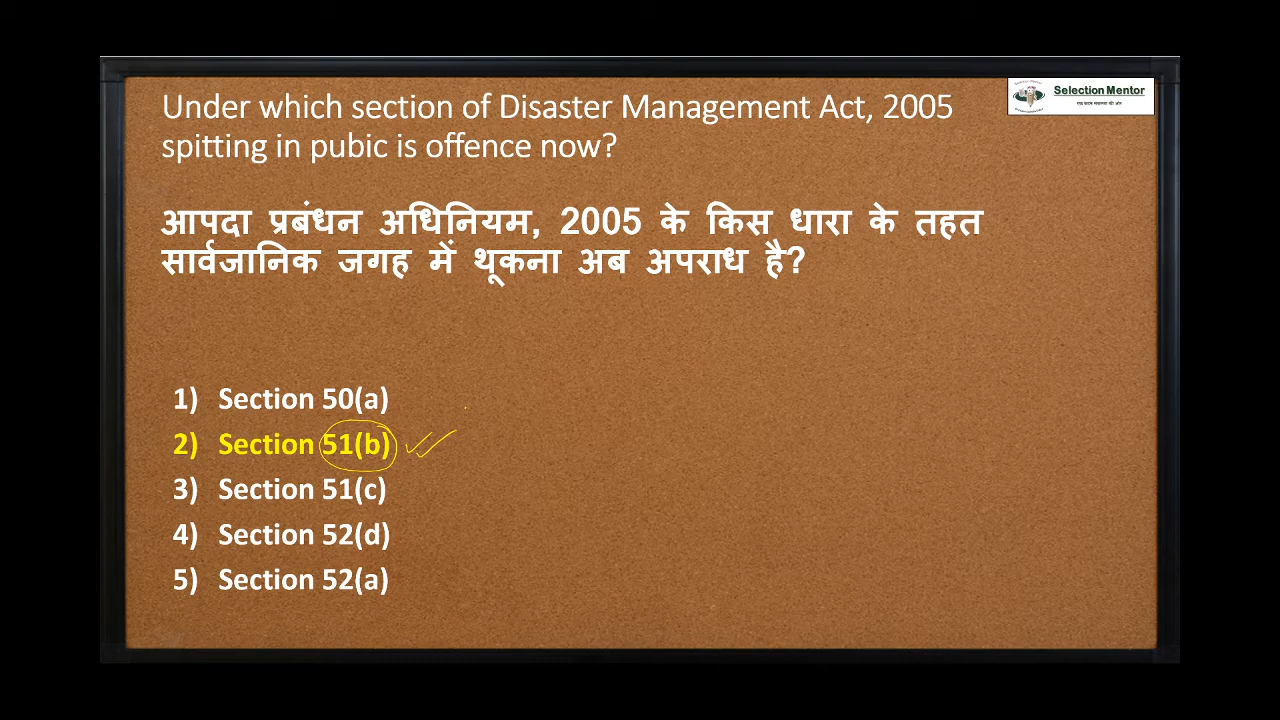 Selection Mentor
Under which section of Disaster Management Act, 2005
spitting in pubic is offence now?
आपदा प्रबंधन अधिनियम, 2005 के किस धारा के तहत
सार्वजानिक जगह में थूकना अब अपराध है?
1) Section 50(a)
2) Section 51(b)
3) Section 51(c)
4) Section 52(d)
5) Section 52(a)